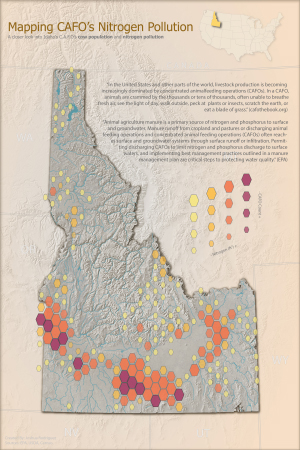 Mapping CAFO's Nitrogen Pollution
A closer look into Idaho's CAFO's cow population and nitrogen pollution
"In the United States and other parts of the world, livestock production is becoming
increasingly dominated by concentrated animal feeding operations (CAFOs). In a CAFO,
animals are crammed by the thousands or tens of thousands, often unable to breathe
fresh air, see the light of day, walk outside, peck at plants or insects, scratch the earth, or
eat a blade of grass." (cafothebook.org)
"Animal agriculture manure is a primary source of nitrogen and phosphorus to surface
and groundwater. Manure runoff from cropland and pastures or discharging animal
feeding operations and concentrated animal feeding operations (CAFOs) often reach-
es surface and groundwater systems through surface runoff or infiltration. Permit-
ting discharging CAFOs to limit nitrogen and phosphorus discharge to surface
waters, and implementing best management practices outlined in a manure
management plan are critical steps to protecting water quality." (EPA)